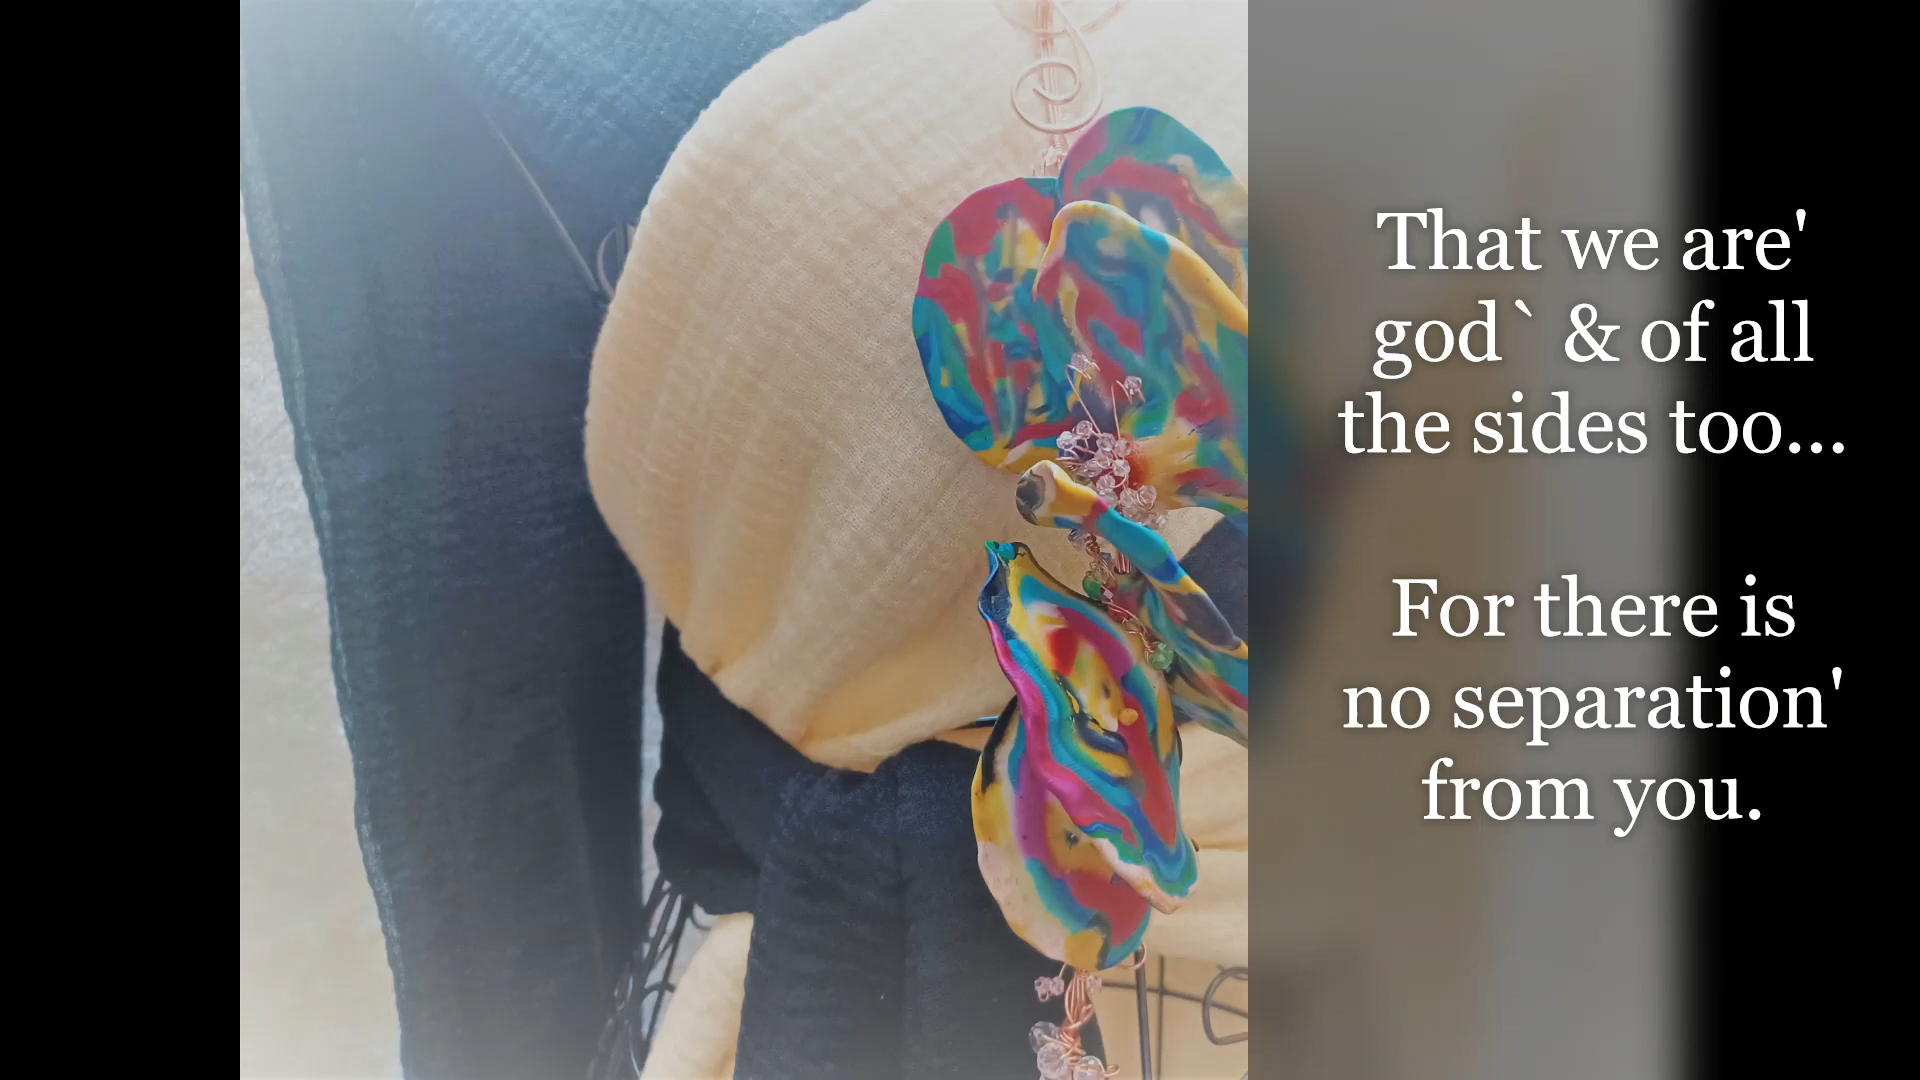 That we are'
god` & of all
the sides too...
For there is
no separation'
from you.